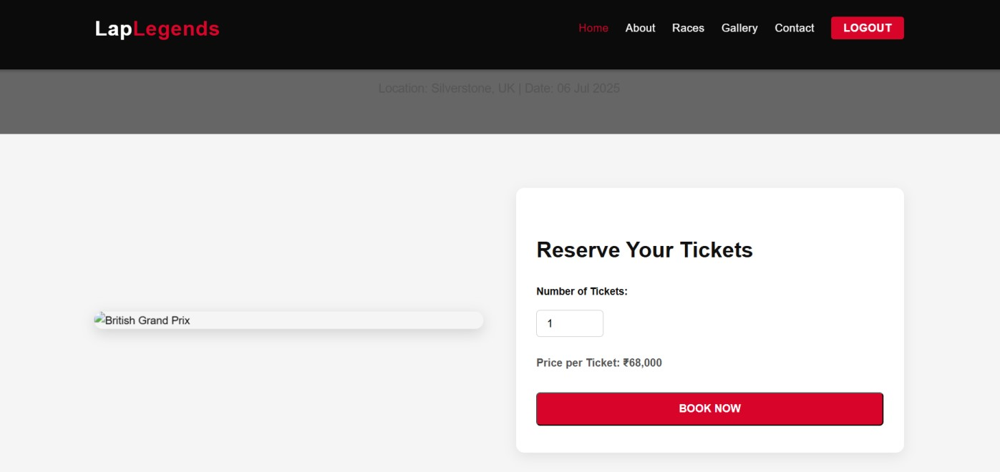 LapLegends
Home About Races Gallery Contact LOGOUT
Location: Silverstone, UK | Date: 06 Jul 2025
British Grand Prix
Reserve Your Tickets
Number of Tickets:
1
Price per Ticket: ₹68,000
BOOK NOW